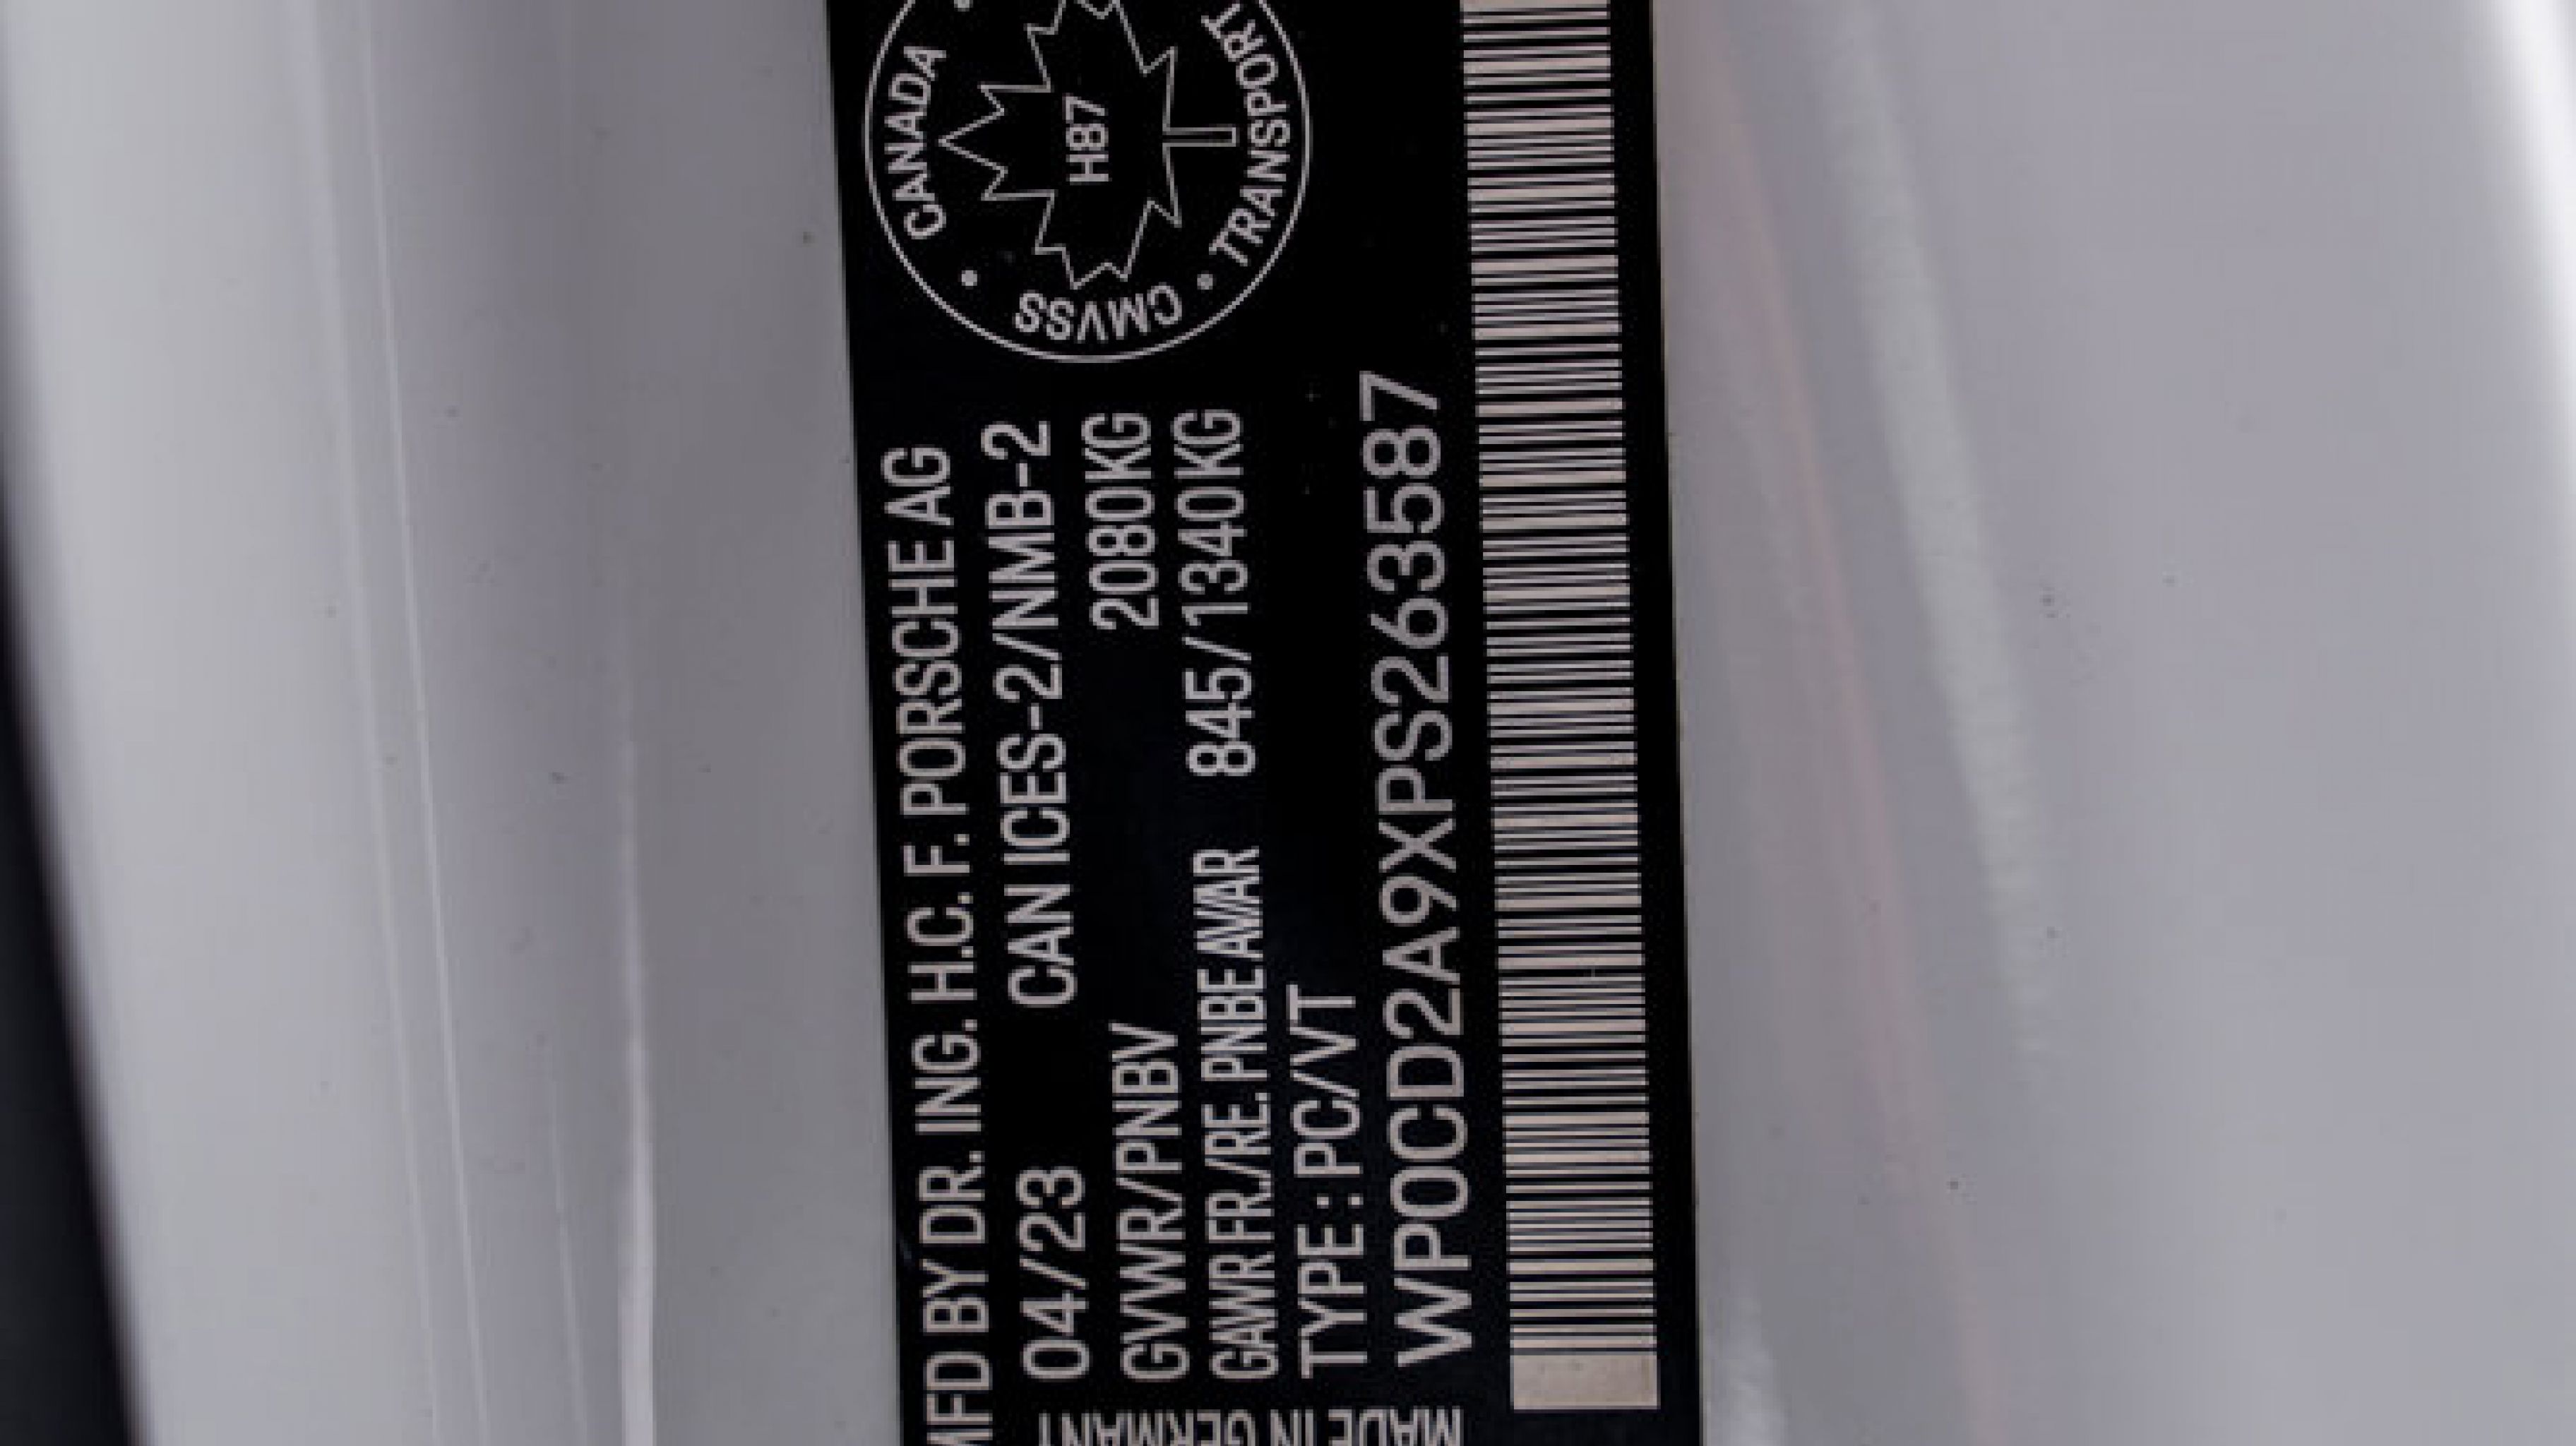 MFD BY DR. ING. H.C. F. PORSCHE AG
04/23 CAN ICES-2/NMB-2
GVWR/PNBV 2080KG
GAWR FR./RE. PNBE AV/AR 845/1340KG
TYPE : PC/VT
WP0CD2A9XPS263587
MADE IN GERMANY
CANADA
TRANSPORT
CMVSS
H87